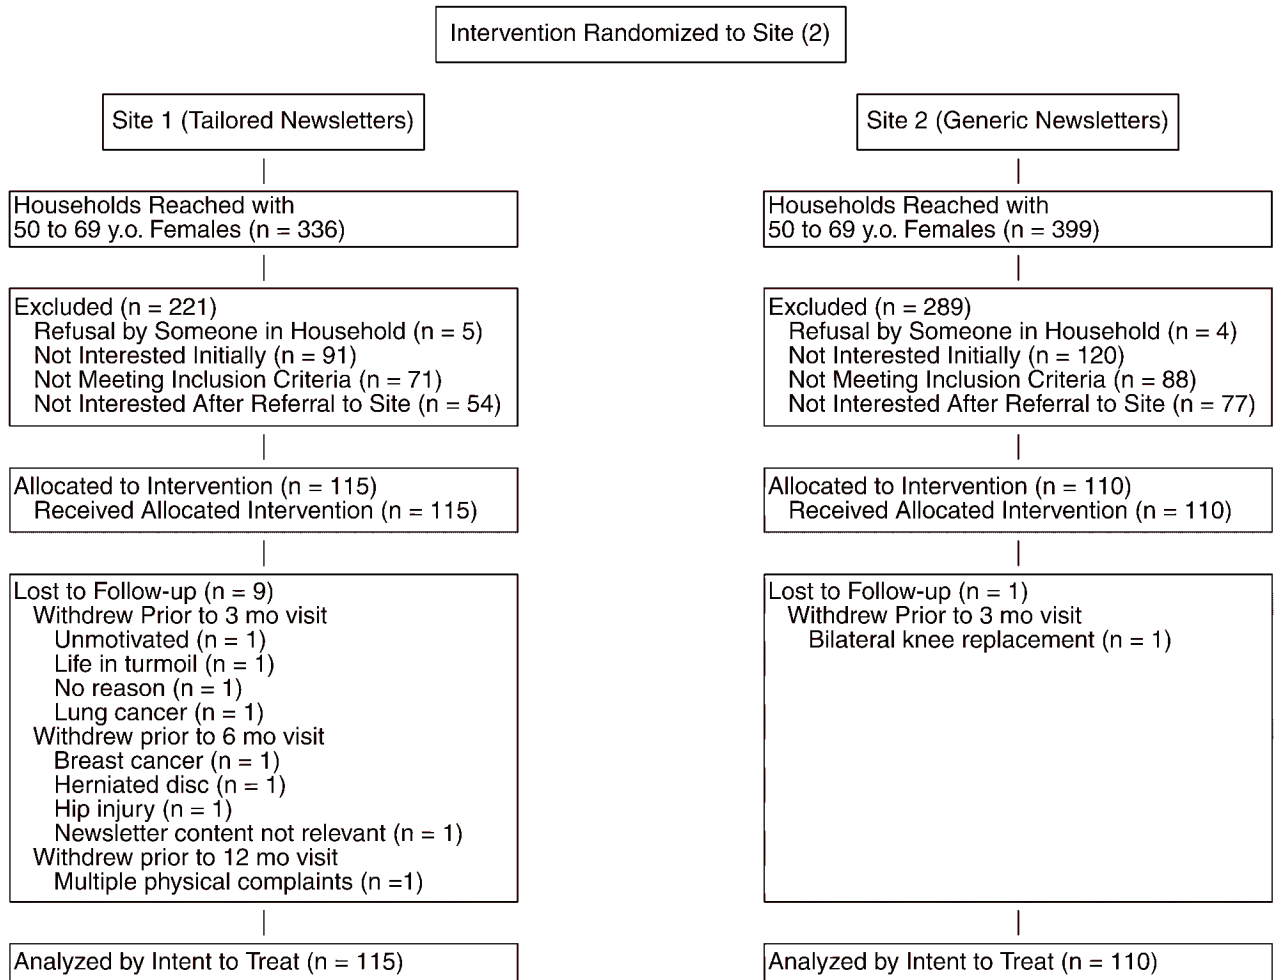 Intervention Randomized to Site (2)
Site 1 (Tailored Newsletters)
Households Reached with
50 to 69 y.o. Females (n = 336)
Excluded (n = 221)
Refusal by Someone in Household (n = 5)
Not Interested Initially (n = 91)
Not Meeting Inclusion Criteria (n = 71)
Not Interested After Referral to Site (n = 54)
Allocated to Intervention (n = 115)
Received Allocated Intervention (n = 115)
Lost to Follow-up (n = 9)
Withdrew Prior to 3 mo visit
Unmotivated (n = 1)
Life in turmoil (n = 1)
No reason (n = 1)
Lung cancer (n = 1)
Withdrew prior to 6 mo visit
Breast cancer (n = 1)
Herniated disc (n = 1)
Hip injury (n = 1)
Newsletter content not relevant (n = 1)
Withdrew prior to 12 mo visit
Multiple physical complaints (n =1)
Analyzed by Intent to Treat (n = 115)
Site 2 (Generic Newsletters)
Households Reached with
50 to 69 y.o. Females (n = 399)
Excluded (n = 289)
Refusal by Someone in Household (n = 4)
Not Interested Initially (n = 120)
Not Meeting Inclusion Criteria (n = 88)
Not Interested After Referral to Site (n = 77)
Allocated to Intervention (n = 110)
Received Allocated Intervention (n = 110)
Lost to Follow-up (n = 1)
Withdrew Prior to 3 mo visit
Bilateral knee replacement (n = 1)
Analyzed by Intent to Treat (n = 110)